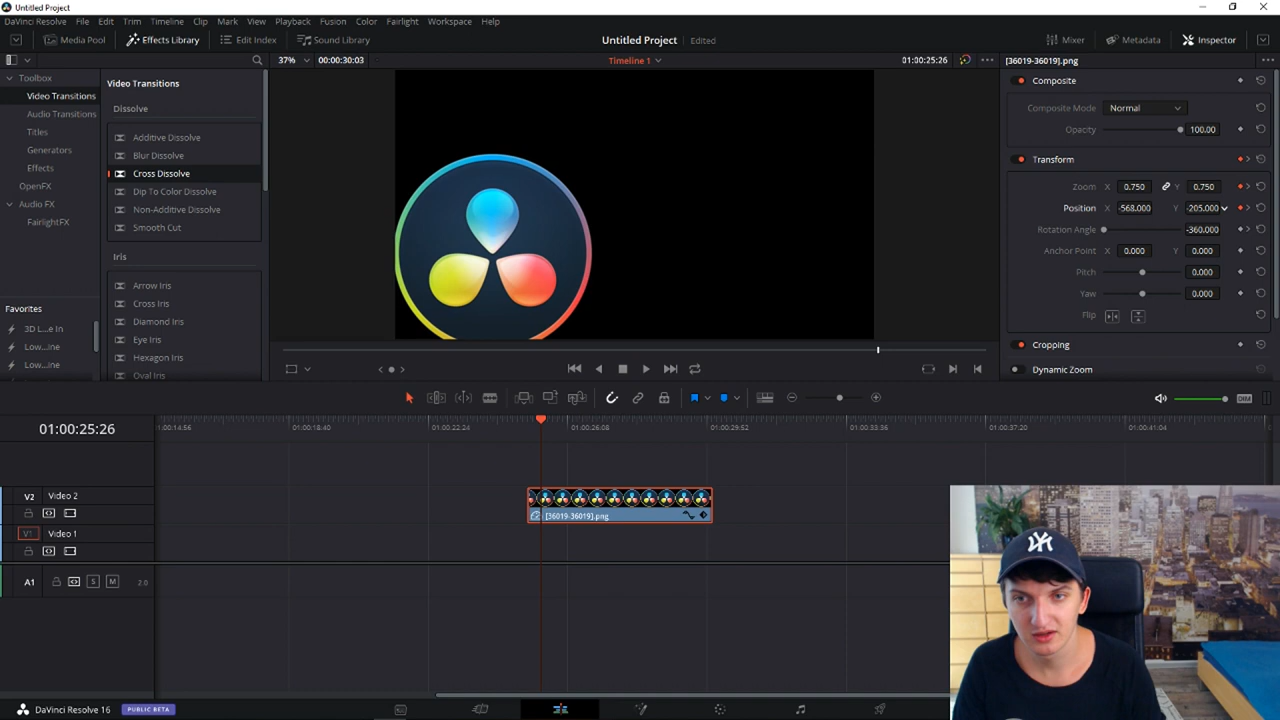 Untitled Project
DaVinci Resolve File Edit Trim Timeline Clip Mark View Playback Fusion Color Fairlight Workspace Help
Media Pool Effects Library Edit Index Sound Library Untitled Project Edited Mixer Metadata Inspector
37% 00:00:30:03 Timeline 1 01:00:25:26 [36019-36019].png
Toolbox
Video Transitions
Audio Transitions
Titles
Generators
Effects
OpenFX
Audio FX
FairlightFX
Favorites
3D L...e In
Low...ine
Low...ine
Video Transitions
Dissolve
Additive Dissolve
Blur Dissolve
Cross Dissolve
Dip To Color Dissolve
Non-Additive Dissolve
Smooth Cut
Iris
Arrow Iris
Cross Iris
Diamond Iris
Eye Iris
Hexagon Iris
Oval Iris
Composite
Composite Mode Normal
Opacity 100.00
Transform
Zoom X 0.750 Y 0.750
Position X -568.000 Y -205.000
Rotation Angle -360.000
Anchor Point X 0.000 Y 0.000
Pitch 0.000
Yaw 0.000
Flip
Cropping
Dynamic Zoom
DIM
01:00:25:26
01:00:14:56 01:00:18:40 01:00:22:24 01:00:26:08 01:00:29:52 01:00:33:36 01:00:37:20 01:00:41:04
V2 Video 2
[36019-36019].png
V1 Video 1
A1 S M 2.0
DaVinci Resolve 16 PUBLIC BETA